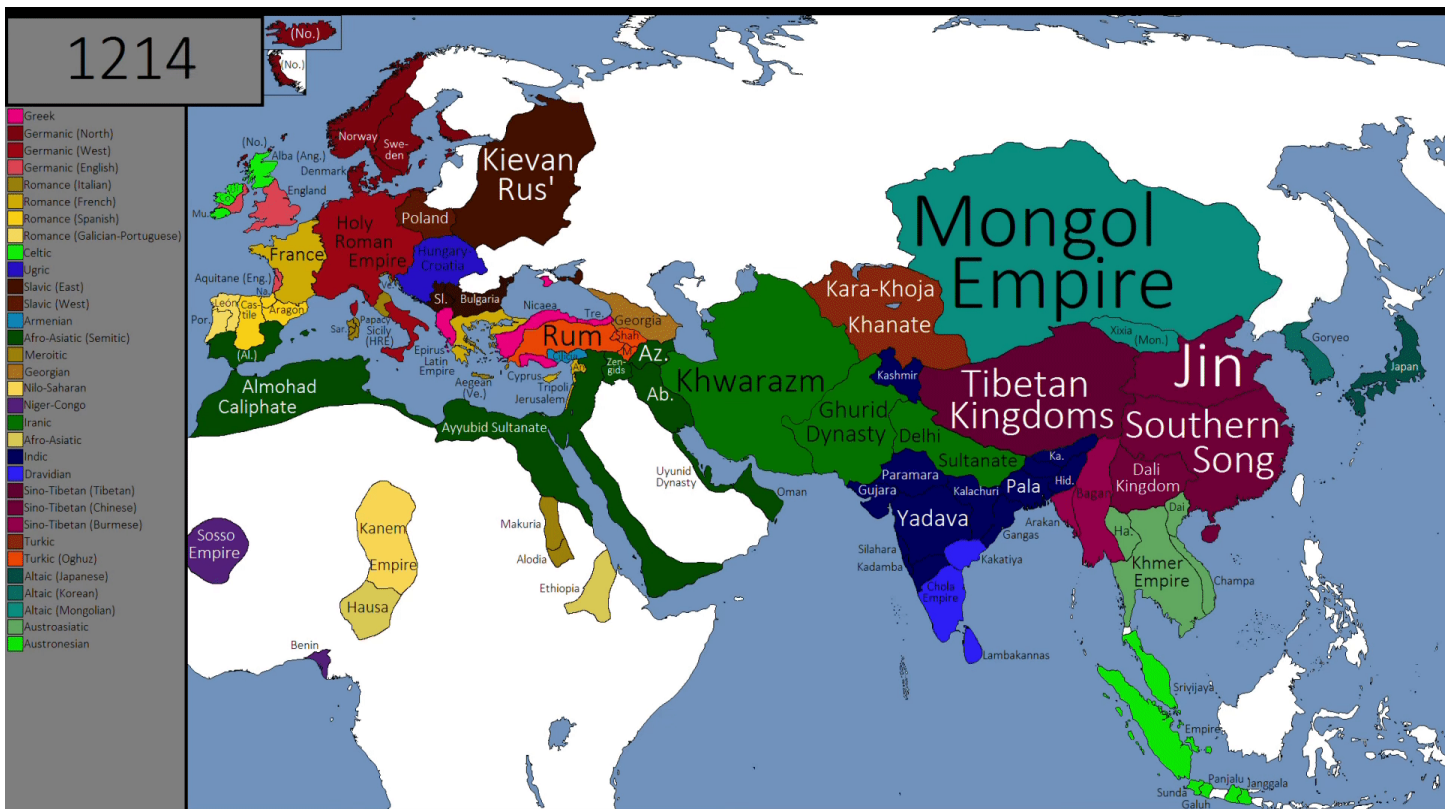 1214
(No.)
(No.)
Greek
Germanic (North)
Germanic (West)
Germanic (English)
Romance (Italian)
Romance (French)
Romance (Spanish)
Romance (Galician-Portuguese)
Celtic
Ugric
Slavic (East)
Slavic (West)
Armenian
Afro-Asiatic (Semitic)
Meroitic
Georgian
Nilo-Saharan
Niger-Congo
Iranic
Afro-Asiatic
Indic
Dravidian
Sino-Tibetan (Tibetan)
Sino-Tibetan (Chinese)
Sino-Tibetan (Burmese)
Turkic
Turkic (Oghuz)
Altaic (Japanese)
Altaic (Korean)
Altaic (Mongolian)
Austroasiatic
Austronesian
Norway
Swe-
den
(No.)
Alba (Ang.)
Denmark
England
Mu.
Kievan
Rus'
Poland
Holy
Roman
Empire
France
Hungary-
Croatia
Aquitane (Eng.)
Na.
Ve.
León
Cas-
tile
Aragon
Por.
(Al.)
Sar.
Papacy
Sicily
(HRE)
Sl.
Bulgaria
Nicaea
Tre.
Georgia
Rum
Shah
Epirus
Latin
Empire
Aegean
(Ve.)
Cyprus
Tripoli
Jerusalem
An.
Zen-
gids
Az.
Ab.
Almohad
Caliphate
Ayyubid Sultanate
Uyunid
Dynasty
Oman
Makuria
Alodia
Ethiopia
Kanem
Empire
Hausa
Sosso
Empire
Benin
Mongol
Empire
Kara-Khoja
Khanate
Xixia
(Mon.)
Goryeo
Japan
Khwarazm
Kashmir
Ghurid
Dynasty
Delhi
Sultanate
Tibetan
Kingdoms
Jin
Southern
Song
Dali
Kingdom
Dai
Paramara
Gujara
Kalachuri
Pala
Ka.
Hid.
Bagan
Yadava
Arakan
Gangas
Silahara
Kadamba
Kakatiya
Chola
Empire
Lambakannas
Ha.
Khmer
Empire
Champa
Srivijaya
Empire
Sunda
Galuh
Panjalu
Janggala